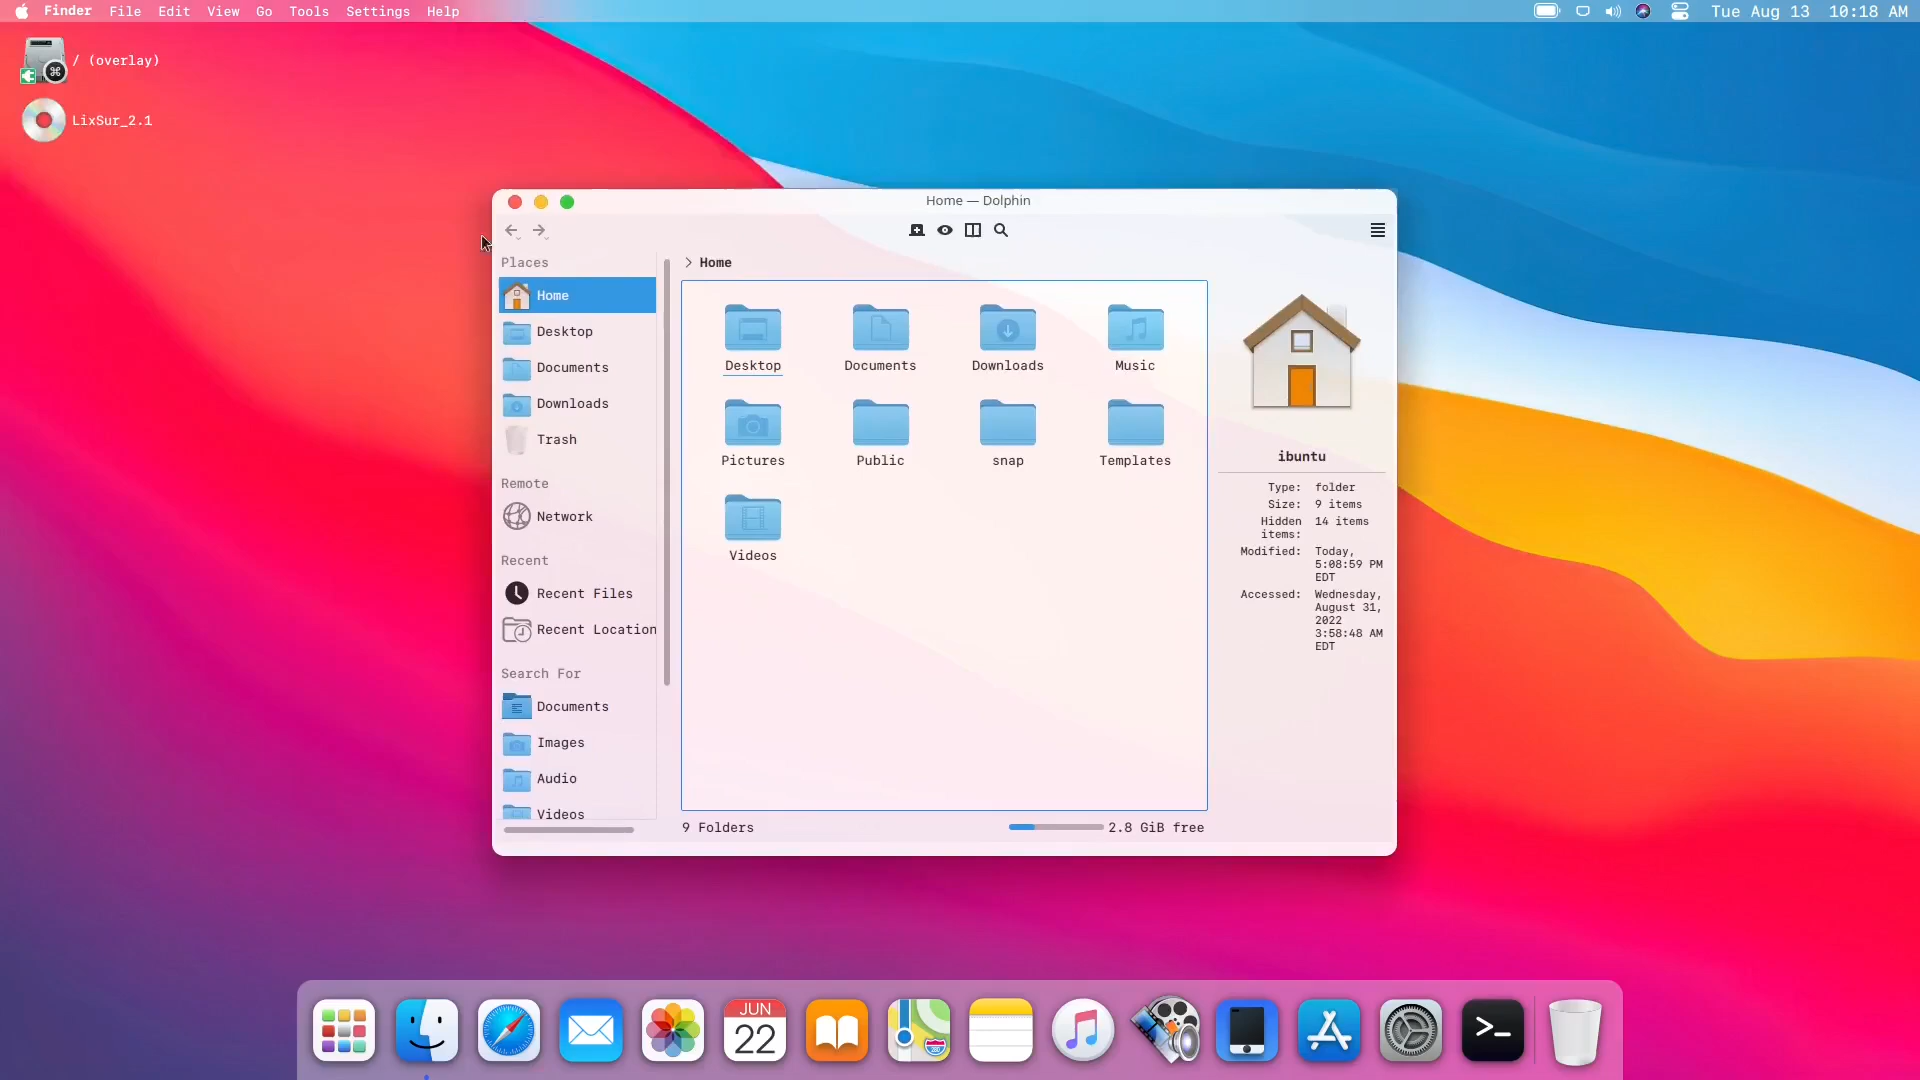 Finder File Edit View Go Tools Settings Help
Tue Aug 13 10:18 AM
/ (overlay)
LixSur_2.1
Home — Dolphin
Places
Home
Desktop
Documents
Downloads
Trash
Remote
Network
Recent
Recent Files
Recent Location
Search For
Documents
Images
Audio
Videos
> Home
Desktop Documents Downloads Music
Pictures Public snap Templates
Videos
9 Folders 2.8 GiB free
ibuntu
Type: folder
Size: 9 items
Hidden items: 14 items
Modified: Today,
5:08:59 PM
EDT
Accessed: Wednesday,
August 31,
2022
3:58:48 AM
EDT
JUN
22
280
>_